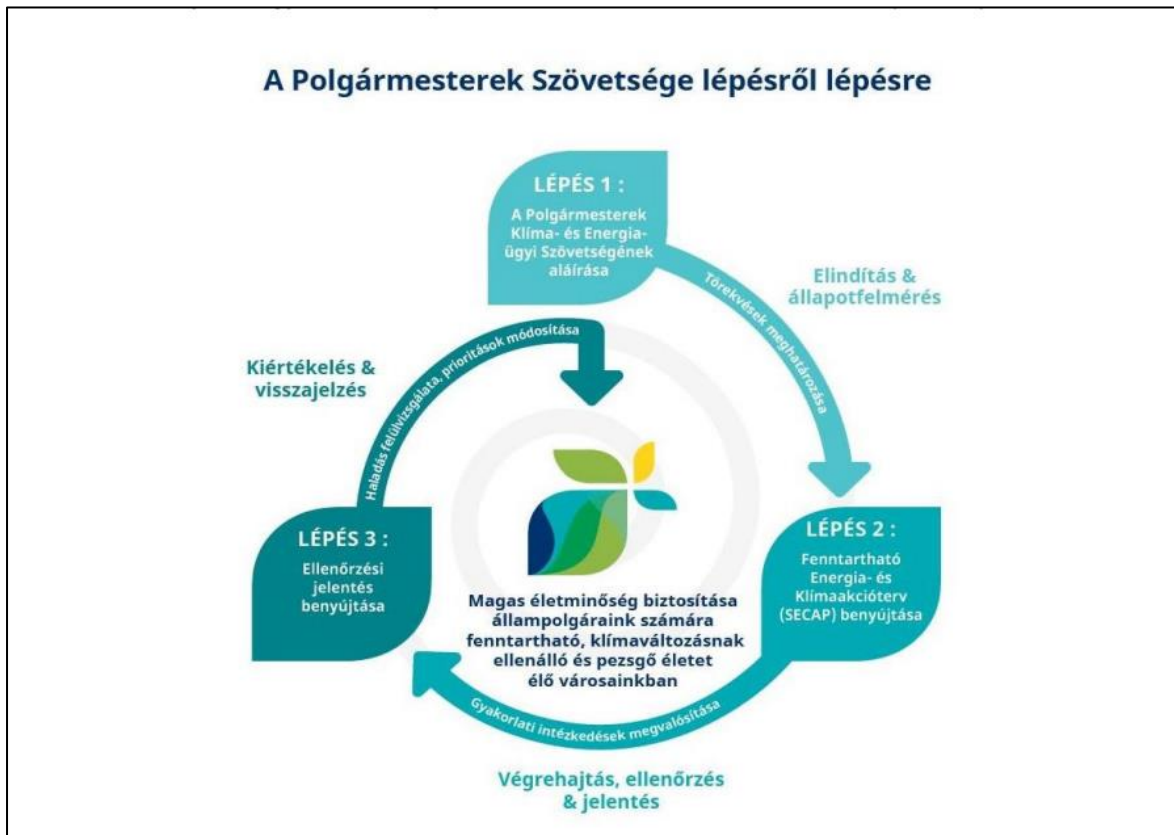 A Polgármesterek Szövetsége lépésről lépésre
LÉPÉS 1 :
A Polgármesterek
Klíma- és Energia-
ügyi Szövetségének
aláírása
Törekvések meghatározása
Elindítás &
állapotfelmérés
LÉPÉS 2 :
Fenntartható
Energia- és
Klímaakcióterv
(SECAP) benyújtása
Gyakorlati intézkedések megvalósítása
Végrehajtás, ellenőrzés
& jelentés
LÉPÉS 3 :
Ellenőrzési
jelentés
benyújtása
Haladás felülvizsgálata, prioritások módosítása
Kiértékelés &
visszajelzés
Magas életminőség biztosítása
állampolgáraink számára
fenntartható, klímaváltozásnak
ellenálló és pezsgő életet
élő városainkban